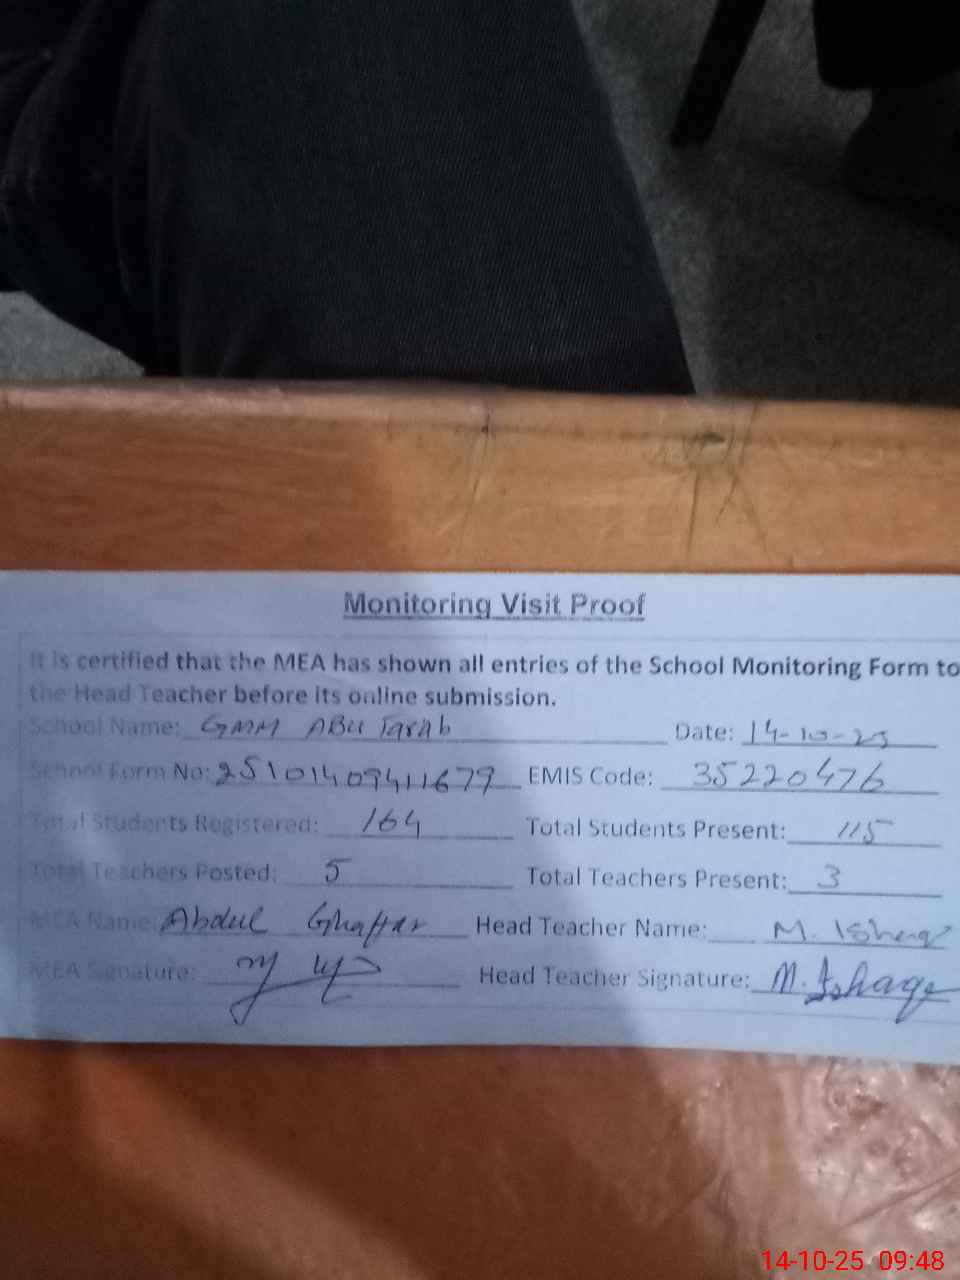 Monitoring Visit Proof
It is certified that the MEA has shown all entries of the School Monitoring Form to
the Head Teacher before its online submission.
School Name: GMM ABU Tarab Date: 14-10-25
School Form No: 25101409411679 EMIS Code: 35220476
Total Students Registered: 164 Total Students Present: 115
Total Teachers Posted: 5 Total Teachers Present: 3
MEA Name: Abdul Ghaffar Head Teacher Name: M. Ishaq
MEA Signature: Head Teacher Signature: M. Ishaq
14-10-25 09:48